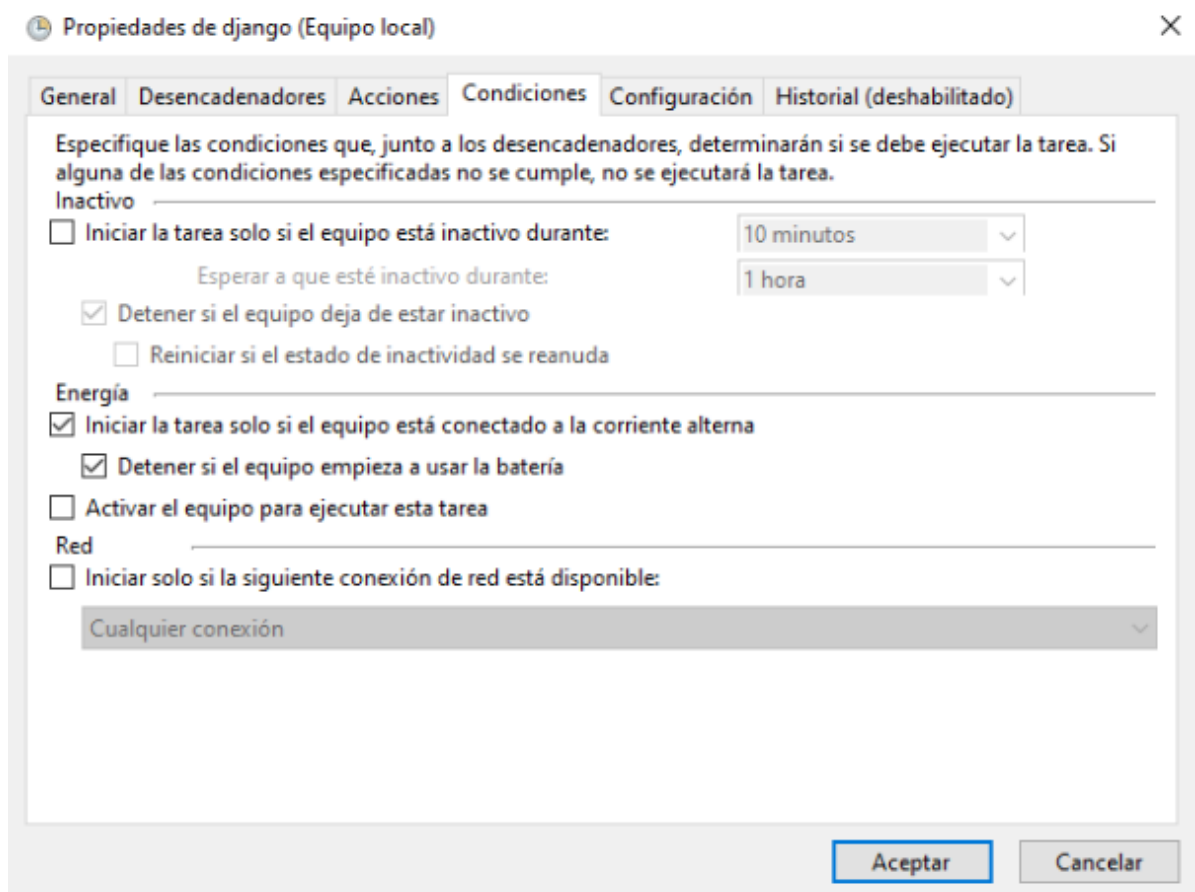 Propiedades de django (Equipo local)
General Desencadenadores Acciones Condiciones Configuración Historial (deshabilitado)
Especifique las condiciones que, junto a los desencadenadores, determinarán si se debe ejecutar la tarea. Si
alguna de las condiciones especificadas no se cumple, no se ejecutará la tarea.
Inactivo
Iniciar la tarea solo si el equipo está inactivo durante: 10 minutos
Esperar a que esté inactivo durante: 1 hora
Detener si el equipo deja de estar inactivo
Reiniciar si el estado de inactividad se reanuda
Energía
Iniciar la tarea solo si el equipo está conectado a la corriente alterna
Detener si el equipo empieza a usar la batería
Activar el equipo para ejecutar esta tarea
Red
Iniciar solo si la siguiente conexión de red está disponible:
Cualquier conexión
Aceptar Cancelar